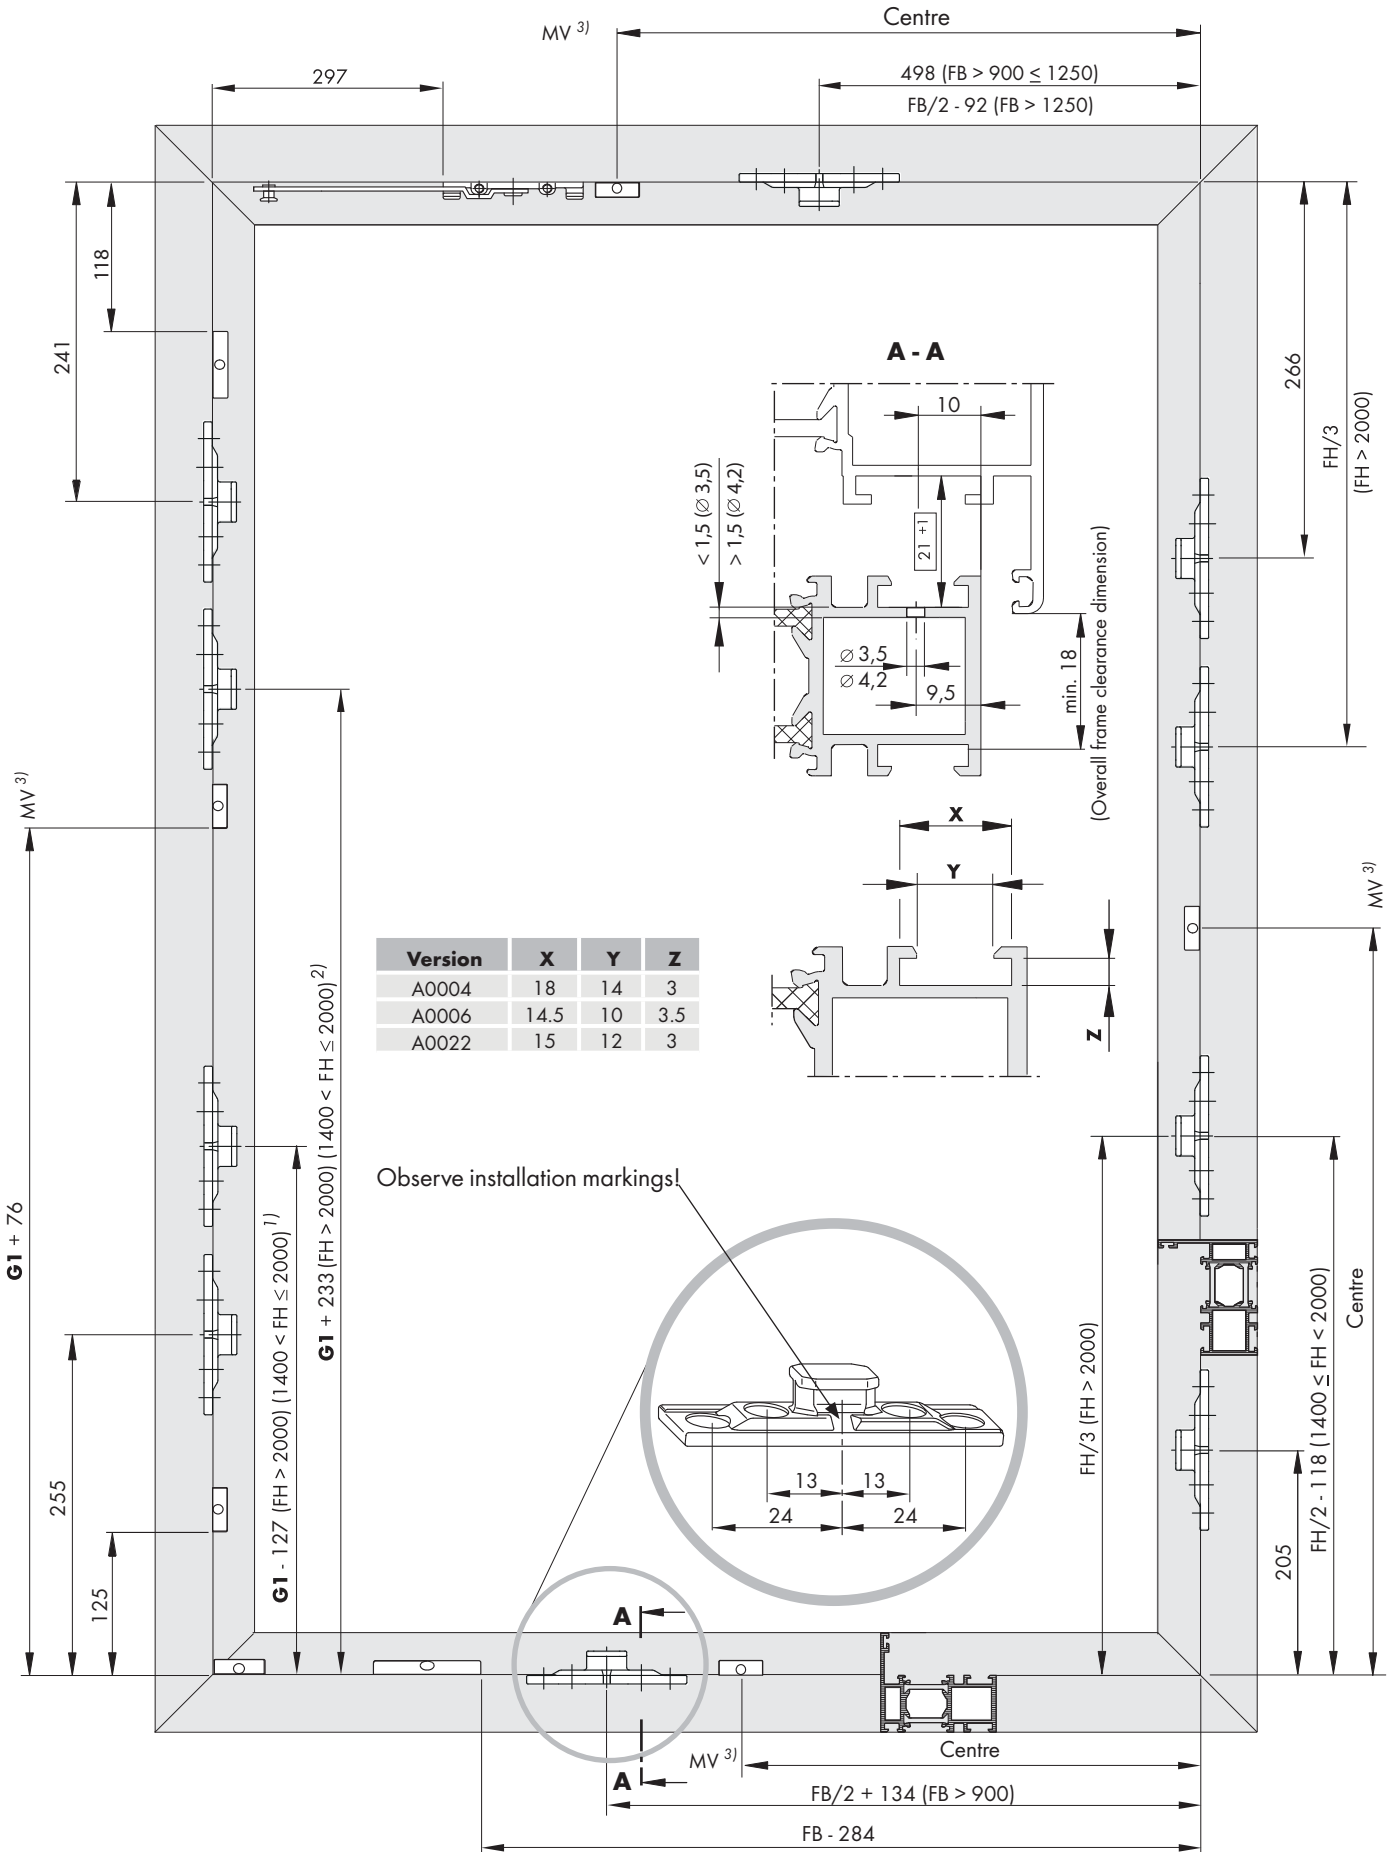 Centre
MV 3)
498 (FB > 900 ≤ 1250)
FB/2 - 92 (FB > 1250)
297
118
241
266
FH/3
(FH > 2000)
A - A
10
< 1,5 (Ø 3,5)
> 1,5 (Ø 4,2)
21 +1
Ø 3,5
Ø 4,2
9,5
min. 18
(Overall frame clearance dimension)
X
Y
Z
MV 3)
MV 3)
Version X Y Z
A0004 18 14 3
A0006 14.5 10 3.5
A0022 15 12 3
Observe installation markings!
G1 + 76
G1 - 127 (FH > 2000) (1400 < FH ≤ 2000) 1)
G1 + 233 (FH > 2000) (1400 < FH ≤ 2000) 2)
255
125
13 13
24 24
FH/3 (FH > 2000)
205
FH/2 - 118 (1400 ≤ FH < 2000)
Centre
A
A
MV 3)
Centre
FB/2 + 134 (FB > 900)
FB - 284